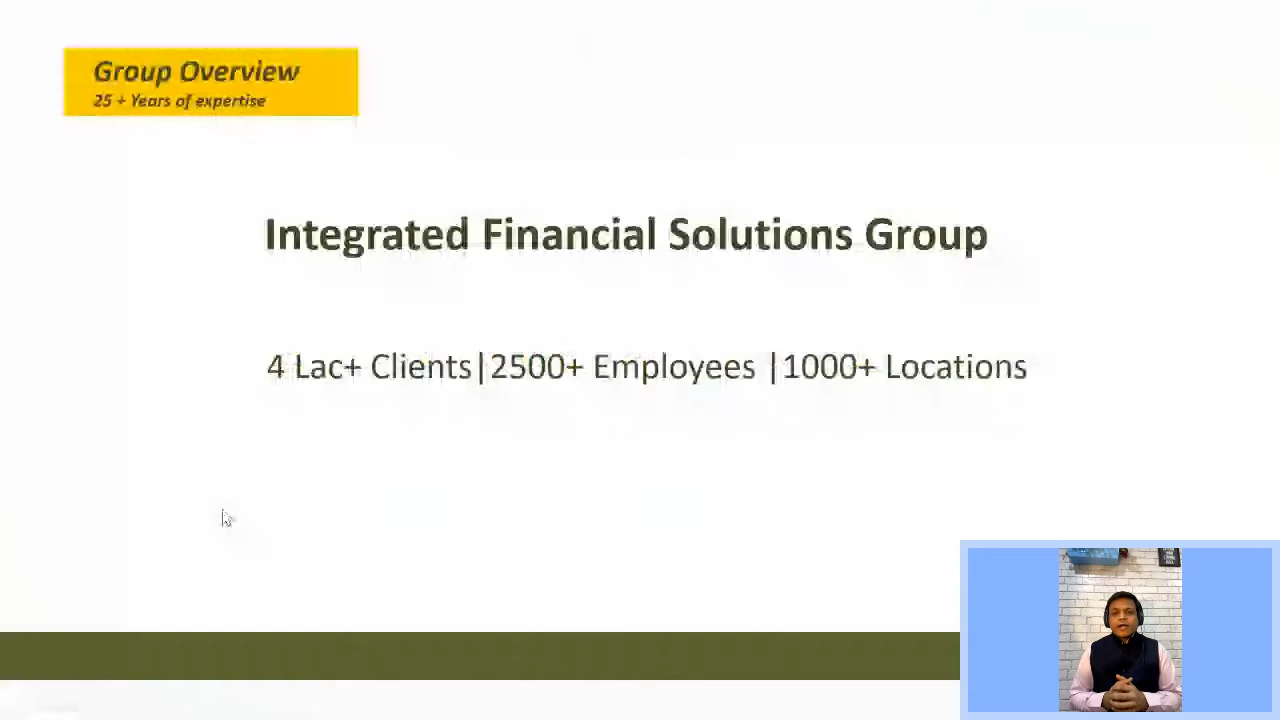 Group Overview
25 + Years of expertise
Integrated Financial Solutions Group
4 Lac+ Clients|2500+ Employees |1000+ Locations